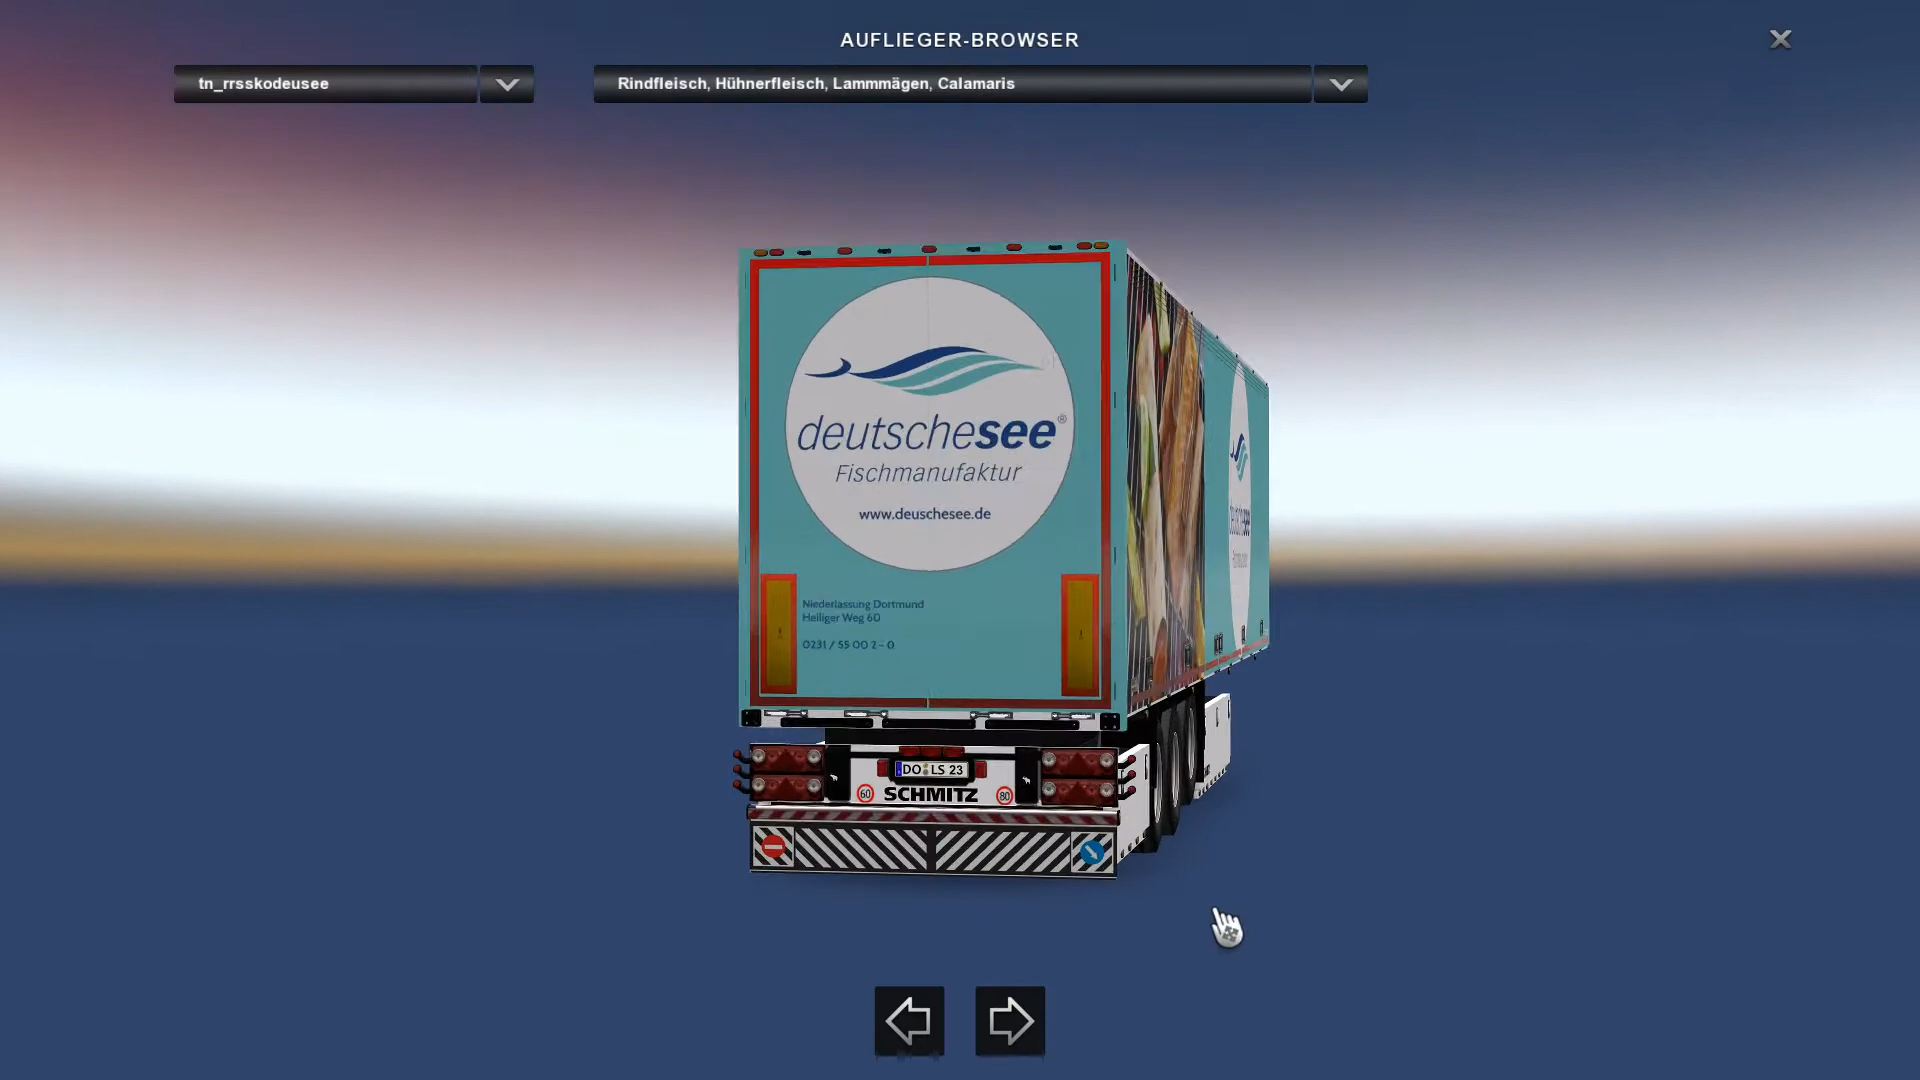 AUFLIEGER-BROWSER
tn_rrsskodeusee
Rindfleisch, Hühnerfleisch, Lammmägen, Calamaris
deutschesee®
Fischmanufaktur
www.deuschesee.de
Niederlassung Dortmund
Heiliger Weg 60
0231 / 55 00 2 - 0
deutschesee
DO LS 23
60 SCHMITZ 80